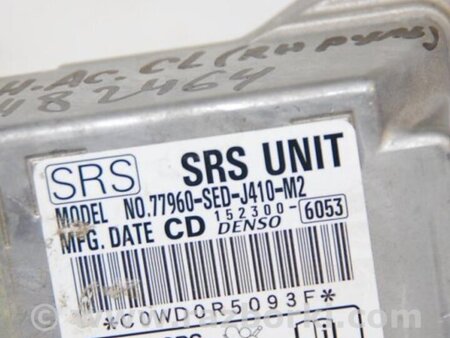 H-AC. CL (RH руль)
482464
SRS SRS UNIT
MODEL NO.77960-SED-J410-M2
MFG. DATE CD 152300-6053
DENSO
*C0WD0R5093F*